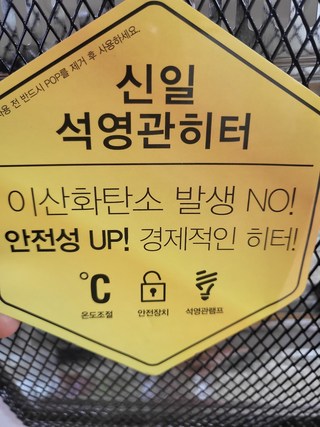 사용 전 반드시 POP를 제거 후 사용하세요.
신일
석영관히터
이산화탄소 발생 NO!
안전성 UP! 경제적인 히터!
°C
온도조절 안전장치 석영관램프